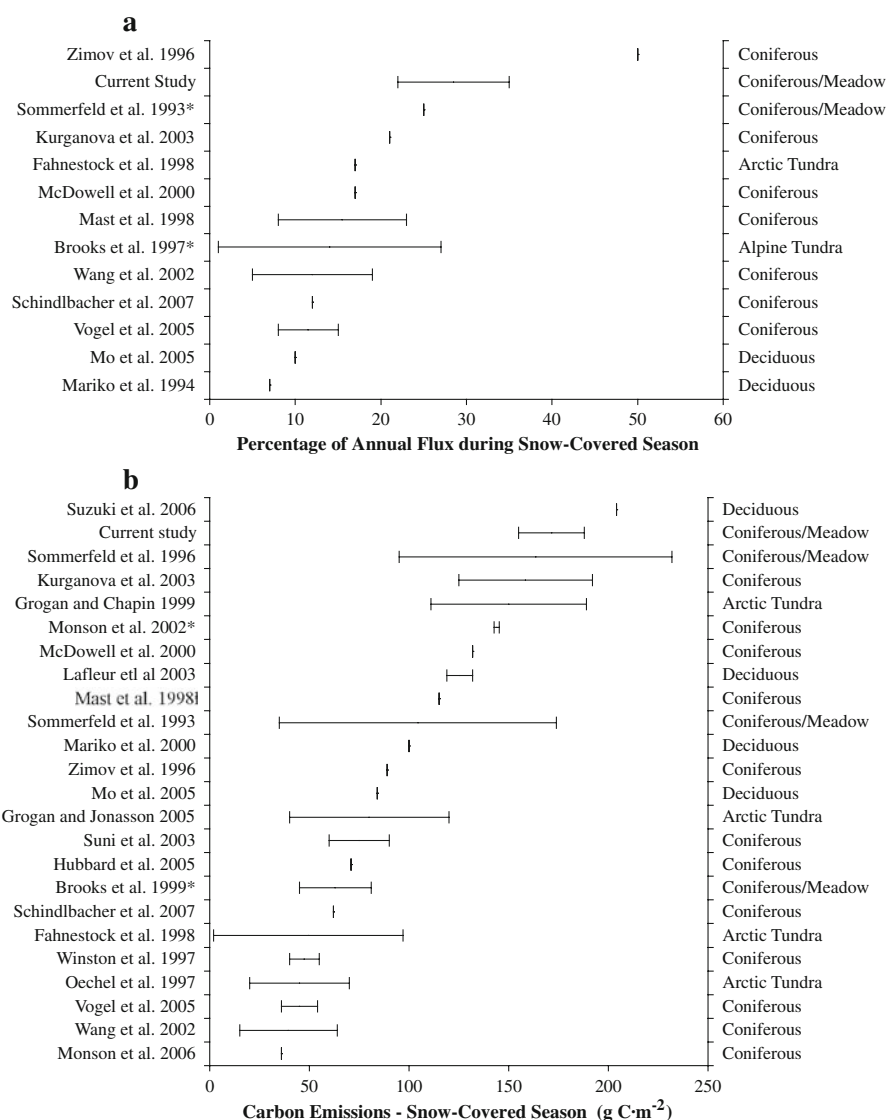 a
Zimov et al. 1996 Coniferous
Current Study Coniferous/Meadow
Sommerfeld et al. 1993* Coniferous/Meadow
Kurganova et al. 2003 Coniferous
Fahnestock et al. 1998 Arctic Tundra
McDowell et al. 2000 Coniferous
Mast et al. 1998 Coniferous
Brooks et al. 1997* Alpine Tundra
Wang et al. 2002 Coniferous
Schindlbacher et al. 2007 Coniferous
Vogel et al. 2005 Coniferous
Mo et al. 2005 Deciduous
Mariko et al. 1994 Deciduous
0 10 20 30 40 50 60
Percentage of Annual Flux during Snow-Covered Season
b
Suzuki et al. 2006 Deciduous
Current study Coniferous/Meadow
Sommerfeld et al. 1996 Coniferous/Meadow
Kurganova et al. 2003 Coniferous
Grogan and Chapin 1999 Arctic Tundra
Monson et al. 2002* Coniferous
McDowell et al. 2000 Coniferous
Lafleur etl al 2003 Deciduous
Mast et al. 1998 Coniferous
Sommerfeld et al. 1993 Coniferous/Meadow
Mariko et al. 2000 Deciduous
Zimov et al. 1996 Coniferous
Mo et al. 2005 Deciduous
Grogan and Jonasson 2005 Arctic Tundra
Suni et al. 2003 Coniferous
Hubbard et al. 2005 Coniferous
Brooks et al. 1999* Coniferous/Meadow
Schindlbacher et al. 2007 Coniferous
Fahnestock et al. 1998 Arctic Tundra
Winston et al. 1997 Coniferous
Oechel et al. 1997 Arctic Tundra
Vogel et al. 2005 Coniferous
Wang et al. 2002 Coniferous
Monson et al. 2006 Coniferous
0 50 100 150 200 250
Carbon Emissions - Snow-Covered Season (g C·m⁻²)